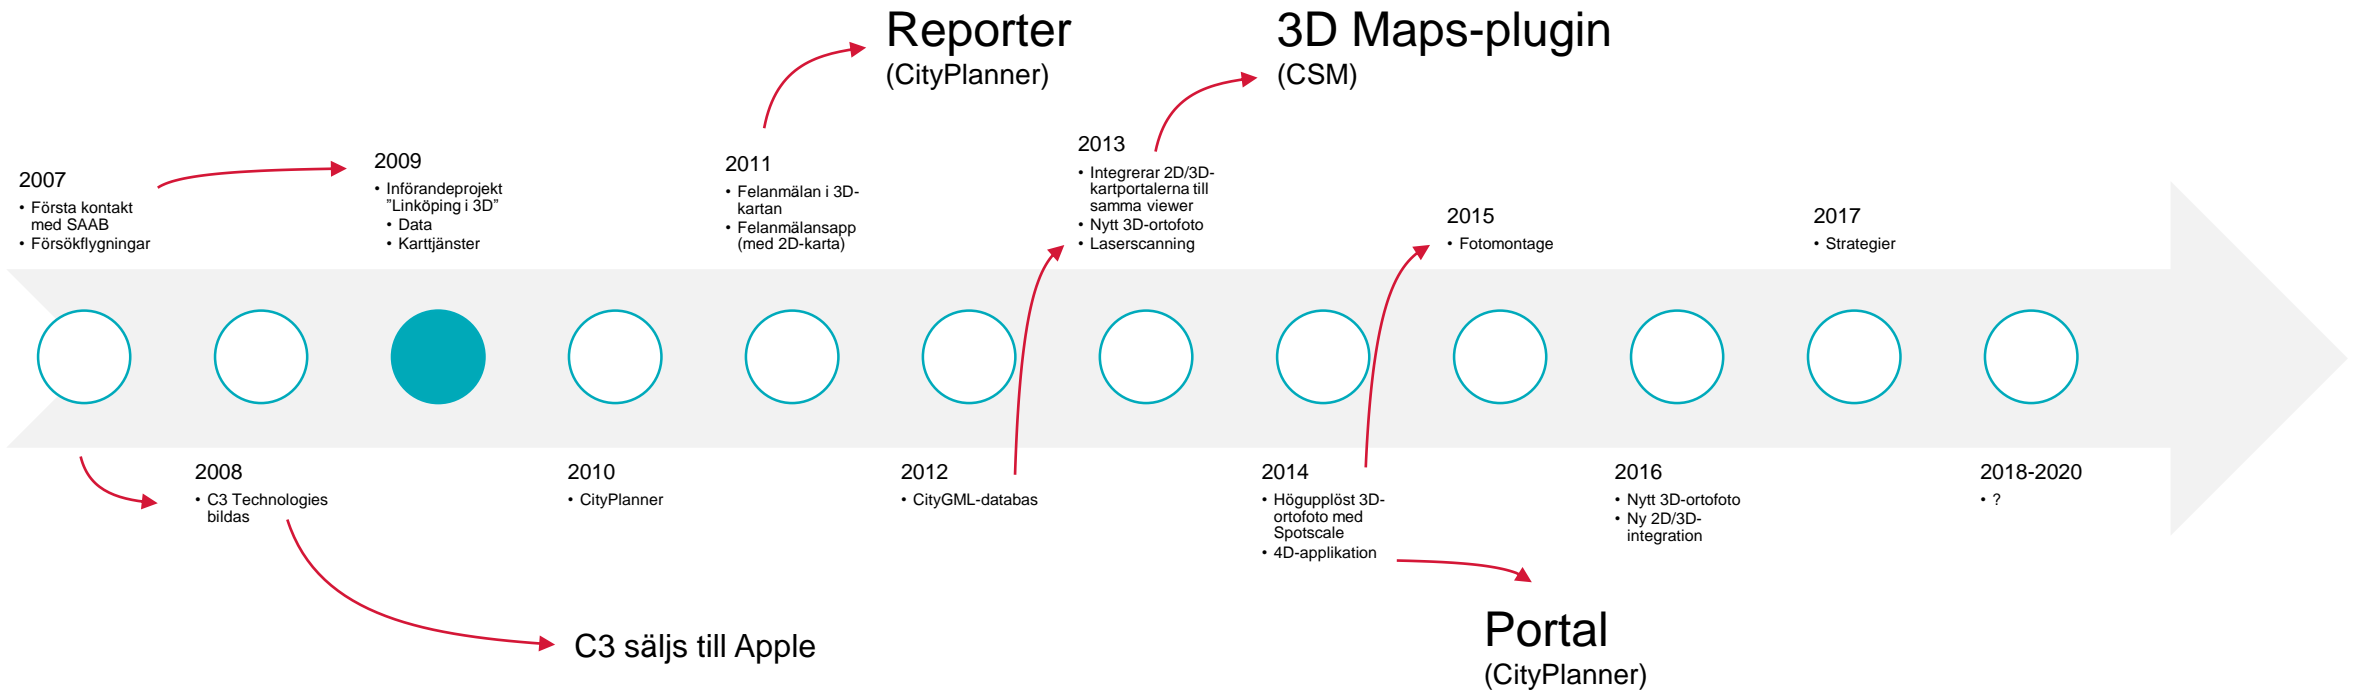 Reporter
(CityPlanner)
3D Maps-plugin
(CSM)
2007
• Första kontakt
med SAAB
• Försökflygningar
2009
• Införandeprojekt
”Linköping i 3D”
• Data
• Karttjänster
2011
• Felanmälan i 3D-
kartan
• Felanmälansapp
(med 2D-karta)
2013
• Integrerar 2D/3D-
kartportalerna till
samma viewer
• Nytt 3D-ortofoto
• Laserscanning
2015
• Fotomontage
2017
• Strategier
2008
• C3 Technologies
bildas
2010
• CityPlanner
2012
• CityGML-databas
2014
• Högupplöst 3D-
ortofoto med
Spotscale
• 4D-applikation
2016
• Nytt 3D-ortofoto
• Ny 2D/3D-
integration
2018-2020
• ?
C3 säljs till Apple
Portal
(CityPlanner)